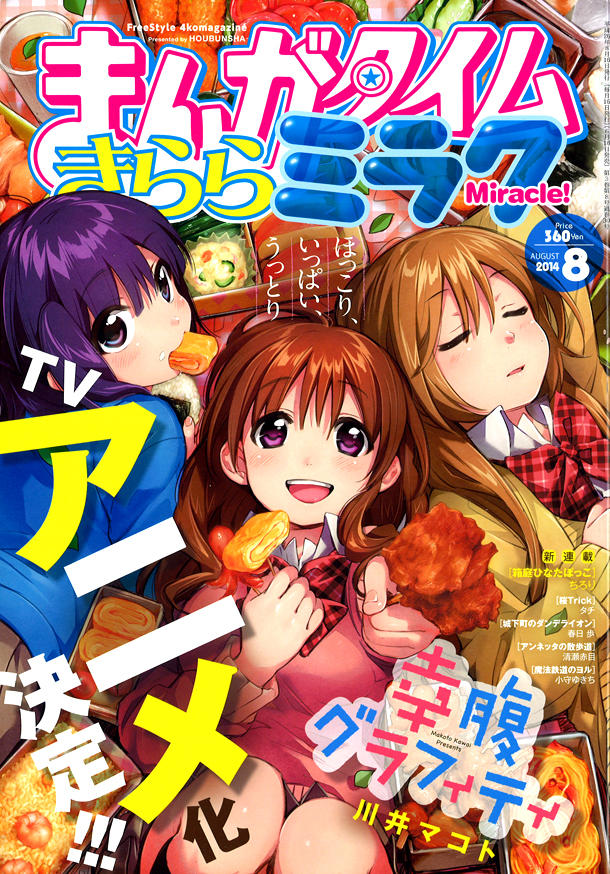 FreeStyle 4komagazine
Presented by HOUBUNSHA
まんがタイム
きらら
ミラク
Miracle!
Price
360Yen
AUGUST
2014
8
ほっこり、
いっぱい、
うっとり
TV
アニメ化
決定!!!
新連載
[箱庭ひなたぼっこ]
ちろり
[桜Trick]
タチ
[城下町のダンデライオン]
春日 歩
[アンネッタの散歩道]
清瀬赤目
[魔法鉄道のヨル]
小守ゆきち
幸腹
グラフィティ
Makoto Kawai
Presents
川井マコト